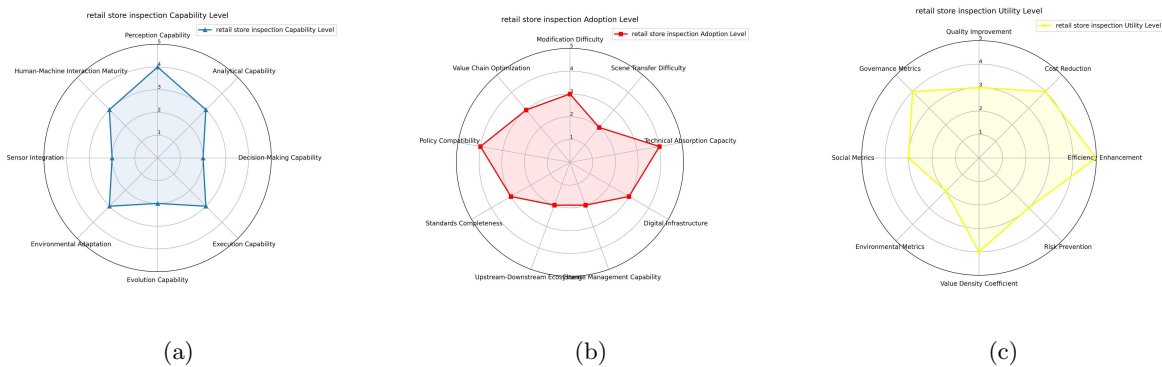 retail store inspection Capability Level
retail store inspection Capability Level
Perception Capability
Human-Machine Interaction Maturity
Analytical Capability
Sensor Integration
Decision-Making Capability
Environmental Adaptation
Execution Capability
Evolution Capability
1
2
3
4
5
(a)
retail store inspection Adoption Level
retail store inspection Adoption Level
Modification Difficulty
Value Chain Optimization
Scene Transfer Difficulty
Policy Compatibility
Technical Absorption Capacity
Standards Completeness
Digital Infrastructure
Upstream-Downstream Ecosystem
Change Management Capability
1
2
3
4
5
(b)
retail store inspection Utility Level
retail store inspection Utility Level
Quality Improvement
Governance Metrics
Cost Reduction
Social Metrics
Efficiency Enhancement
Environmental Metrics
Risk Prevention
Value Density Coefficient
1
2
3
4
5
(c)